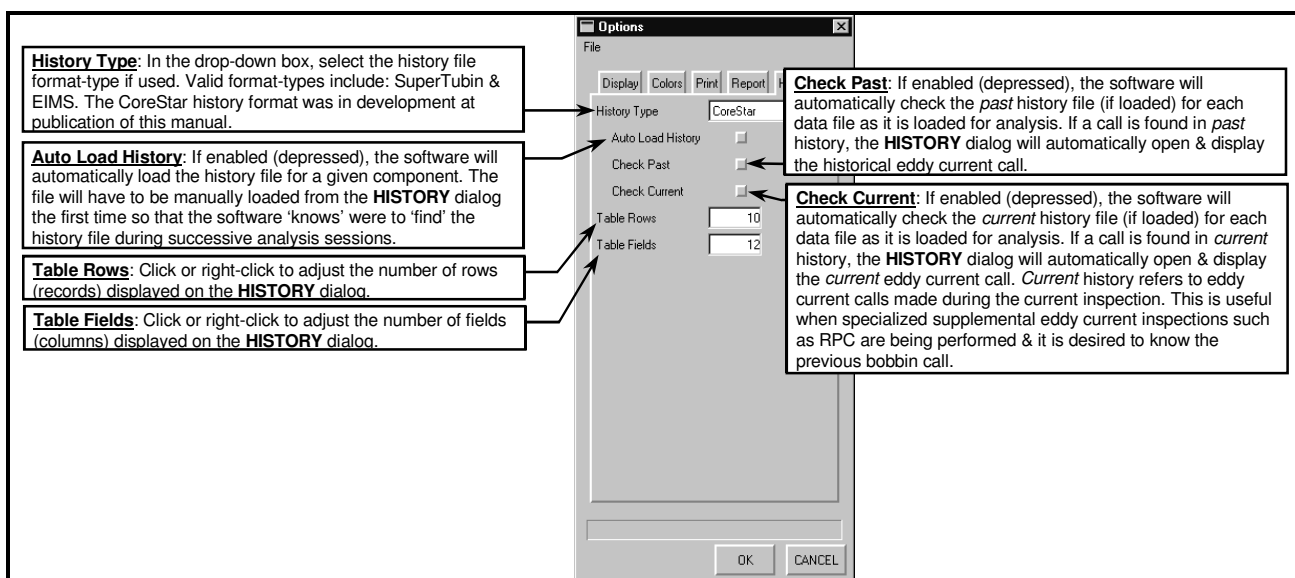 Options
File
Display Colors Print Report H
History Type CoreStar
Auto Load History
Check Past
Check Current
Table Rows 10
Table Fields 12
OK CANCEL
History Type: In the drop-down box, select the history file
format-type if used. Valid format-types include: SuperTubin &
EIMS. The CoreStar history format was in development at
publication of this manual.
Auto Load History: If enabled (depressed), the software will
automatically load the history file for a given component. The
file will have to be manually loaded from the HISTORY dialog
the first time so that the software ‘knows’ were to ‘find’ the
history file during successive analysis sessions.
Table Rows: Click or right-click to adjust the number of rows
(records) displayed on the HISTORY dialog.
Table Fields: Click or right-click to adjust the number of fields
(columns) displayed on the HISTORY dialog.
Check Past: If enabled (depressed), the software will
automatically check the past history file (if loaded) for each
data file as it is loaded for analysis. If a call is found in past
history, the HISTORY dialog will automatically open & display
the historical eddy current call.
Check Current: If enabled (depressed), the software will
automatically check the current history file (if loaded) for each
data file as it is loaded for analysis. If a call is found in current
history, the HISTORY dialog will automatically open & display
the current eddy current call. Current history refers to eddy
current calls made during the current inspection. This is useful
when specialized supplemental eddy current inspections such
as RPC are being performed & it is desired to know the
previous bobbin call.